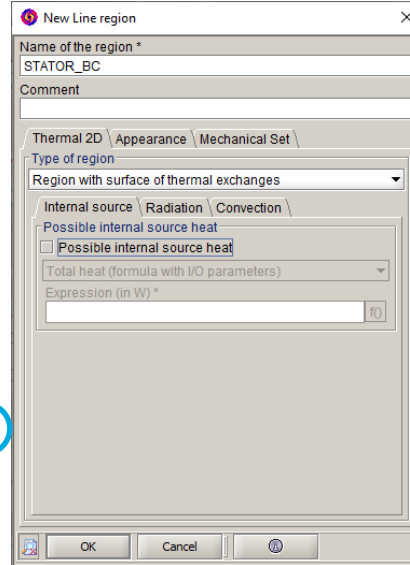 New Line region
Name of the region *
STATOR_BC
Comment
Thermal 2D Appearance Mechanical Set
Type of region
Region with surface of thermal exchanges
Internal source Radiation Convection
Possible internal source heat
Possible internal source heat
Total heat (formula with I/O parameters)
Expression (in W) *
f()
OK Cancel